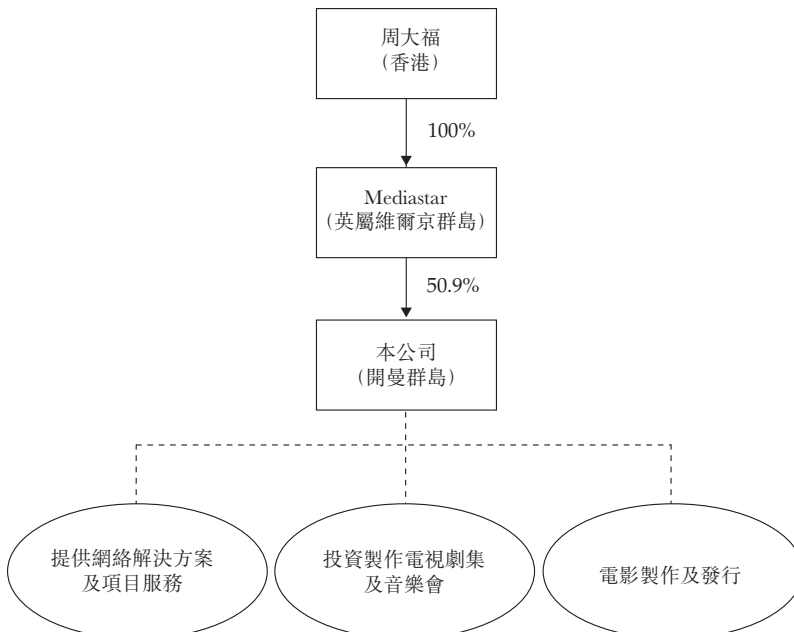 周大福
（香港）
100%
Mediastar
（英屬維爾京群島）
50.9%
本公司
（開曼群島）
提供網絡解決方案
及項目服務
投資製作電視劇集
及音樂會
電影製作及發行